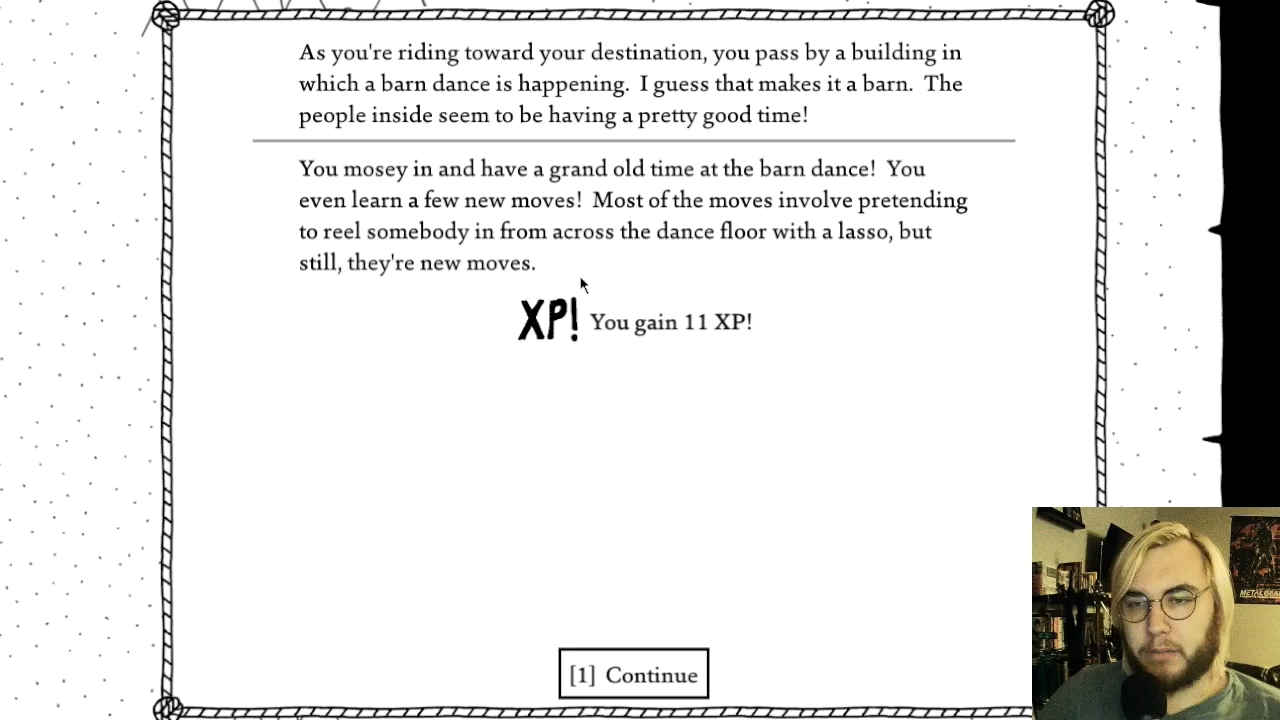 As you're riding toward your destination, you pass by a building in
which a barn dance is happening.  I guess that makes it a barn.  The
people inside seem to be having a pretty good time!
You mosey in and have a grand old time at the barn dance!  You
even learn a few new moves!  Most of the moves involve pretending
to reel somebody in from across the dance floor with a lasso, but
still, they're new moves.
XP! You gain 11 XP!
[1] Continue
METAL GEAR